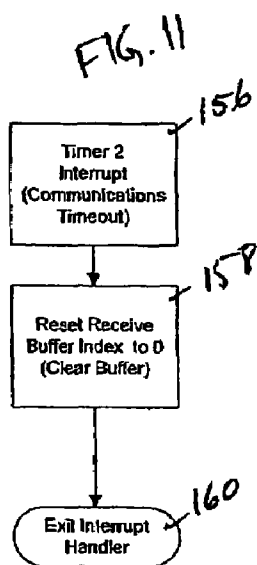 FIG. 11
156
Timer 2
Interrupt
(Communications
Timeout)
158
Reset Receive
Buffer Index to 0
(Clear Buffer)
160
Exit Interrupt
Handler